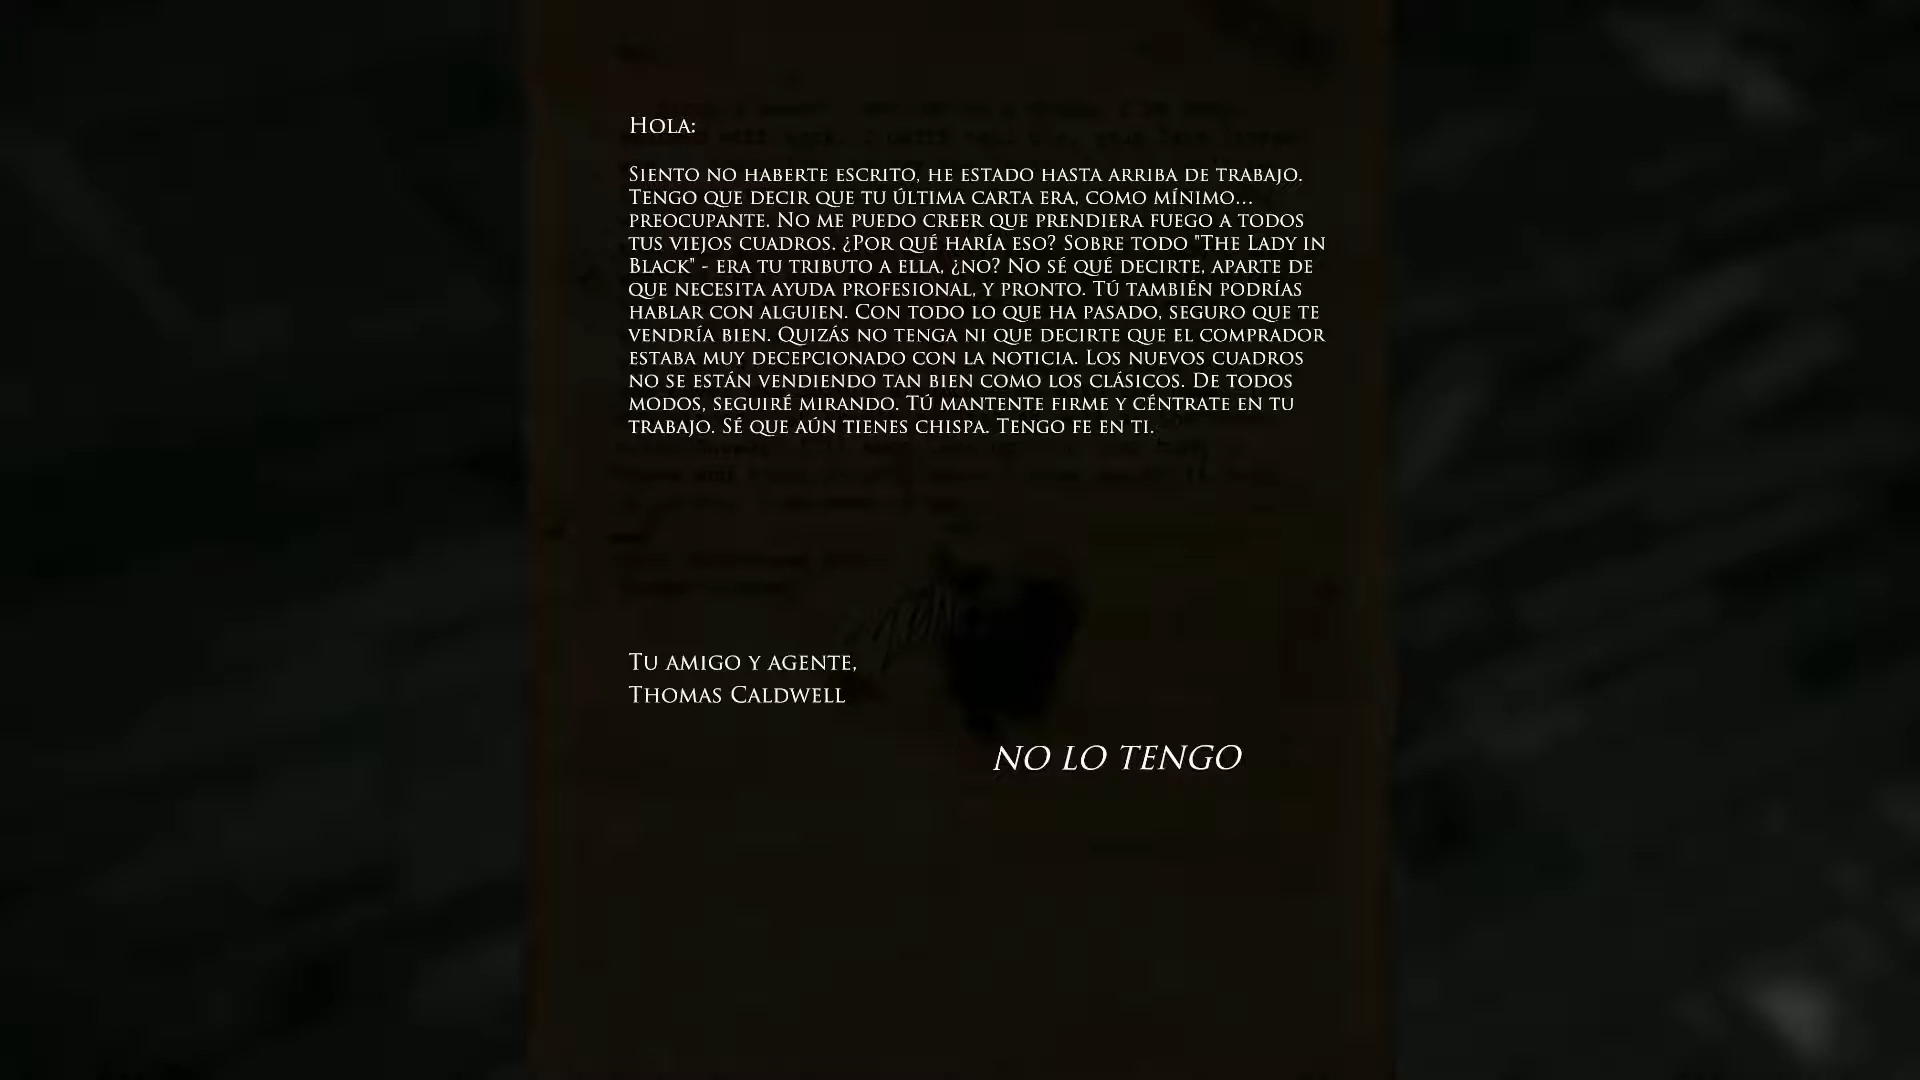 Hola:
Siento no haberte escrito, he estado hasta arriba de trabajo.
Tengo que decir que tu última carta era, como mínimo...
preocupante. No me puedo creer que prendiera fuego a todos
tus viejos cuadros. ¿Por qué haría eso? Sobre todo "The Lady in
Black" - era tu tributo a ella, ¿no? No sé qué decirte, aparte de
que necesita ayuda profesional, y pronto. Tú también podrías
hablar con alguien. Con todo lo que ha pasado, seguro que te
vendría bien. Quizás no tenga ni que decirte que el comprador
estaba muy decepcionado con la noticia. Los nuevos cuadros
no se están vendiendo tan bien como los clásicos. De todos
modos, seguiré mirando. Tú mantente firme y céntrate en tu
trabajo. Sé que aún tienes chispa. Tengo fe en ti.
Tu amigo y agente,
Thomas Caldwell
NO LO TENGO